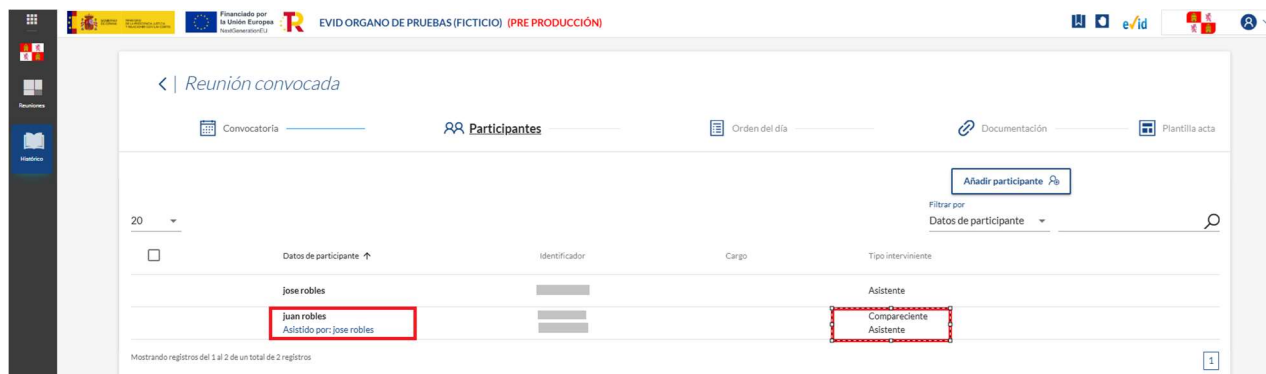 Financiado por
la Unión Europea
NextGenerationEU
EVID ORGANO DE PRUEBAS (FICTICIO) (PRE PRODUCCIÓN)
e√id
Reuniones
Histórico
< | Reunión convocada
Convocatoria
Participantes
Orden del día
Documentación
Plantilla acta
Añadir participante
Filtrar por
20
Datos de participante
Datos de participante ↑ Identificador Cargo Tipo interviniente
jose robles Asistente
juan robles Compareciente
Asistido por: jose robles Asistente
Mostrando registros del 1 al 2 de un total de 2 registros
1